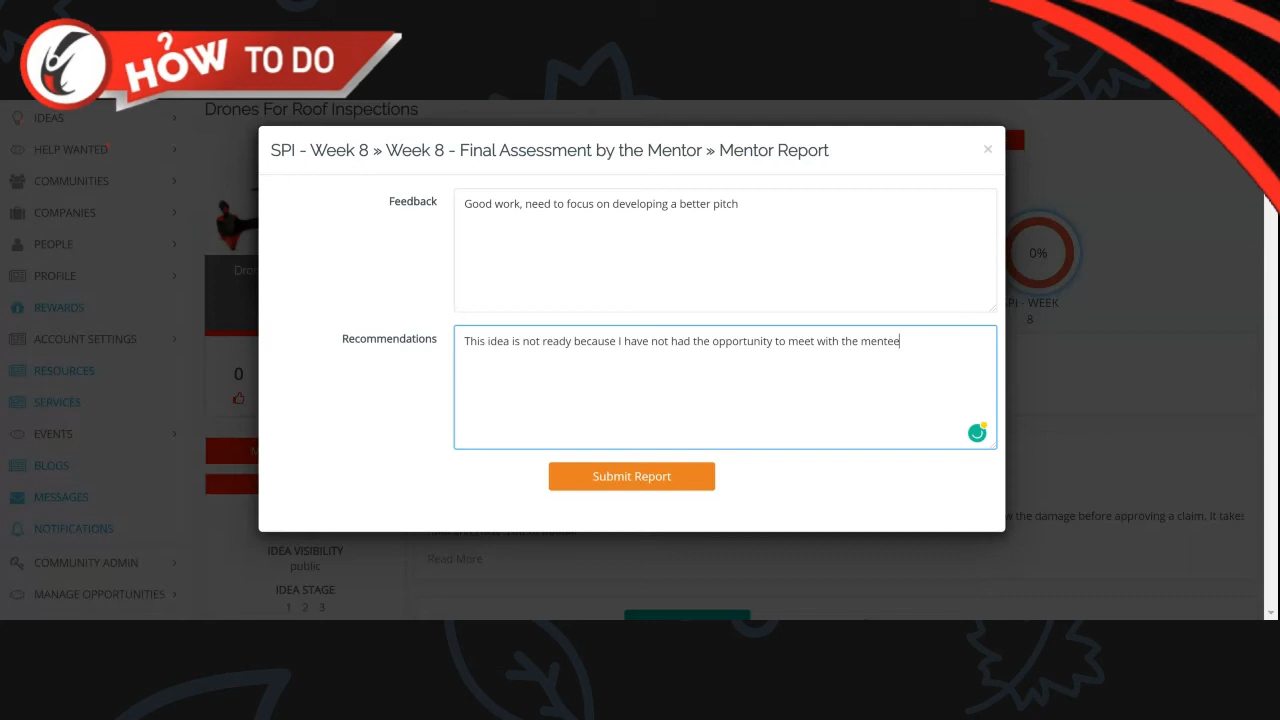 ?
HOW TO DO
Drones For Roof Inspections
IDEAS
HELP WANTED
COMMUNITIES
COMPANIES
PEOPLE
PROFILE
REWARDS
ACCOUNT SETTINGS
RESOURCES
SERVICES
EVENTS
BLOGS
MESSAGES
NOTIFICATIONS
COMMUNITY ADMIN
MANAGE OPPORTUNITIES
SPI - Week 8 » Week 8 - Final Assessment by the Mentor » Mentor Report
×
Feedback
Good work, need to focus on developing a better pitch
Recommendations
This idea is not ready because I have not had the opportunity to meet with the mentee
Submit Report
0
0%
SPI - WEEK
8
w the damage before approving a claim. It takes
Read More
IDEA VISIBILITY
public
IDEA STAGE
1 2 3